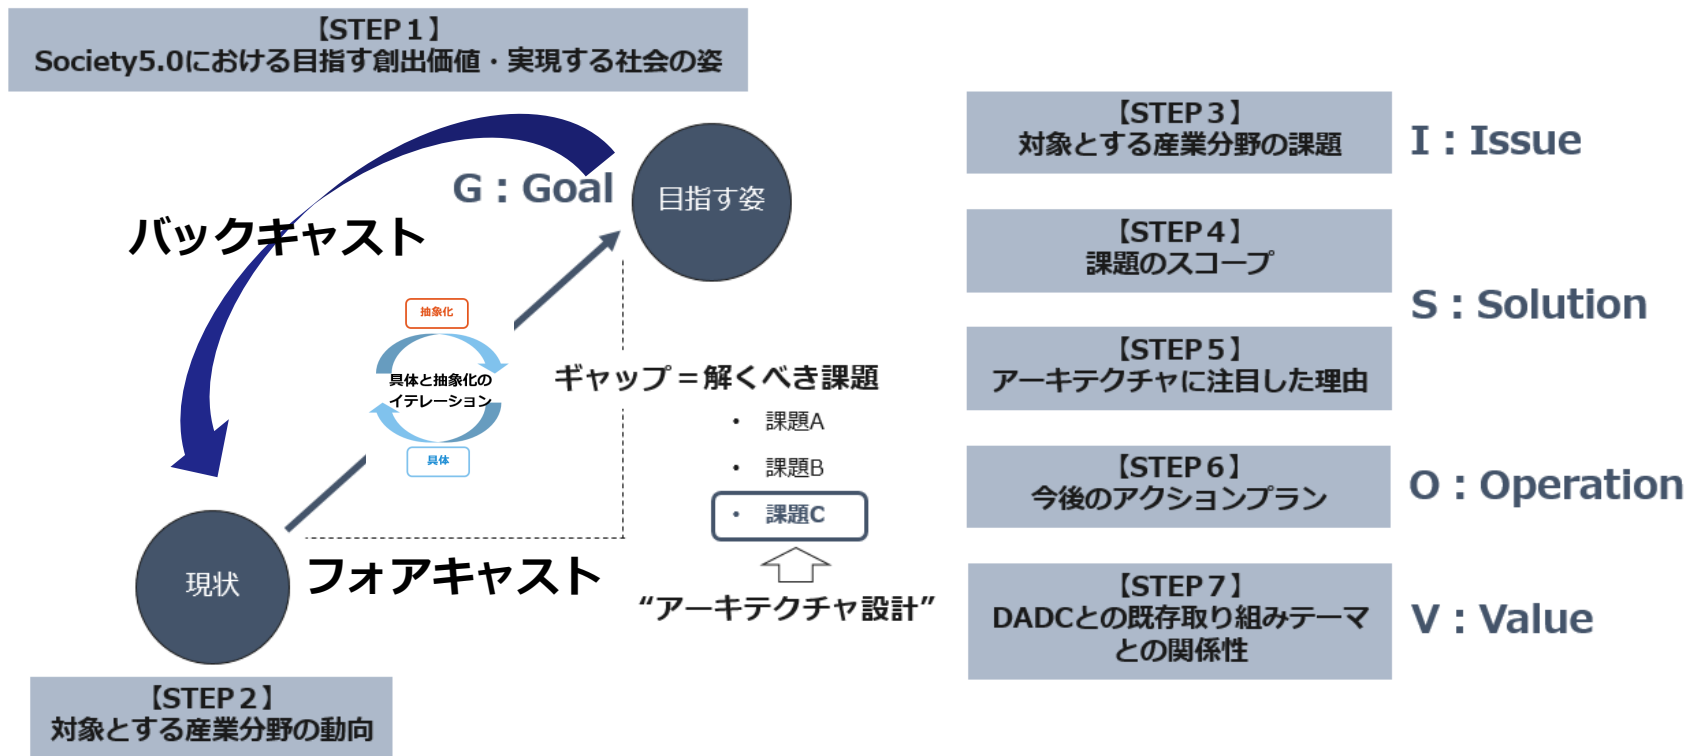 【STEP１】
Society5.0における目指す創出価値・実現する社会の姿
G：Goal
目指す姿
バックキャスト
抽象化
具体と抽象化の
イテレーション
具体
ギャップ＝解くべき課題
• 課題A
• 課題B
• 課題C
“アーキテクチャ設計”
現状
フォアキャスト
【STEP２】
対象とする産業分野の動向
【STEP３】
対象とする産業分野の課題
I：Issue
【STEP４】
課題のスコープ
S：Solution
【STEP５】
アーキテクチャに注目した理由
【STEP６】
今後のアクションプラン
O：Operation
【STEP７】
DADCとの既存取り組みテーマ
との関係性
V：Value